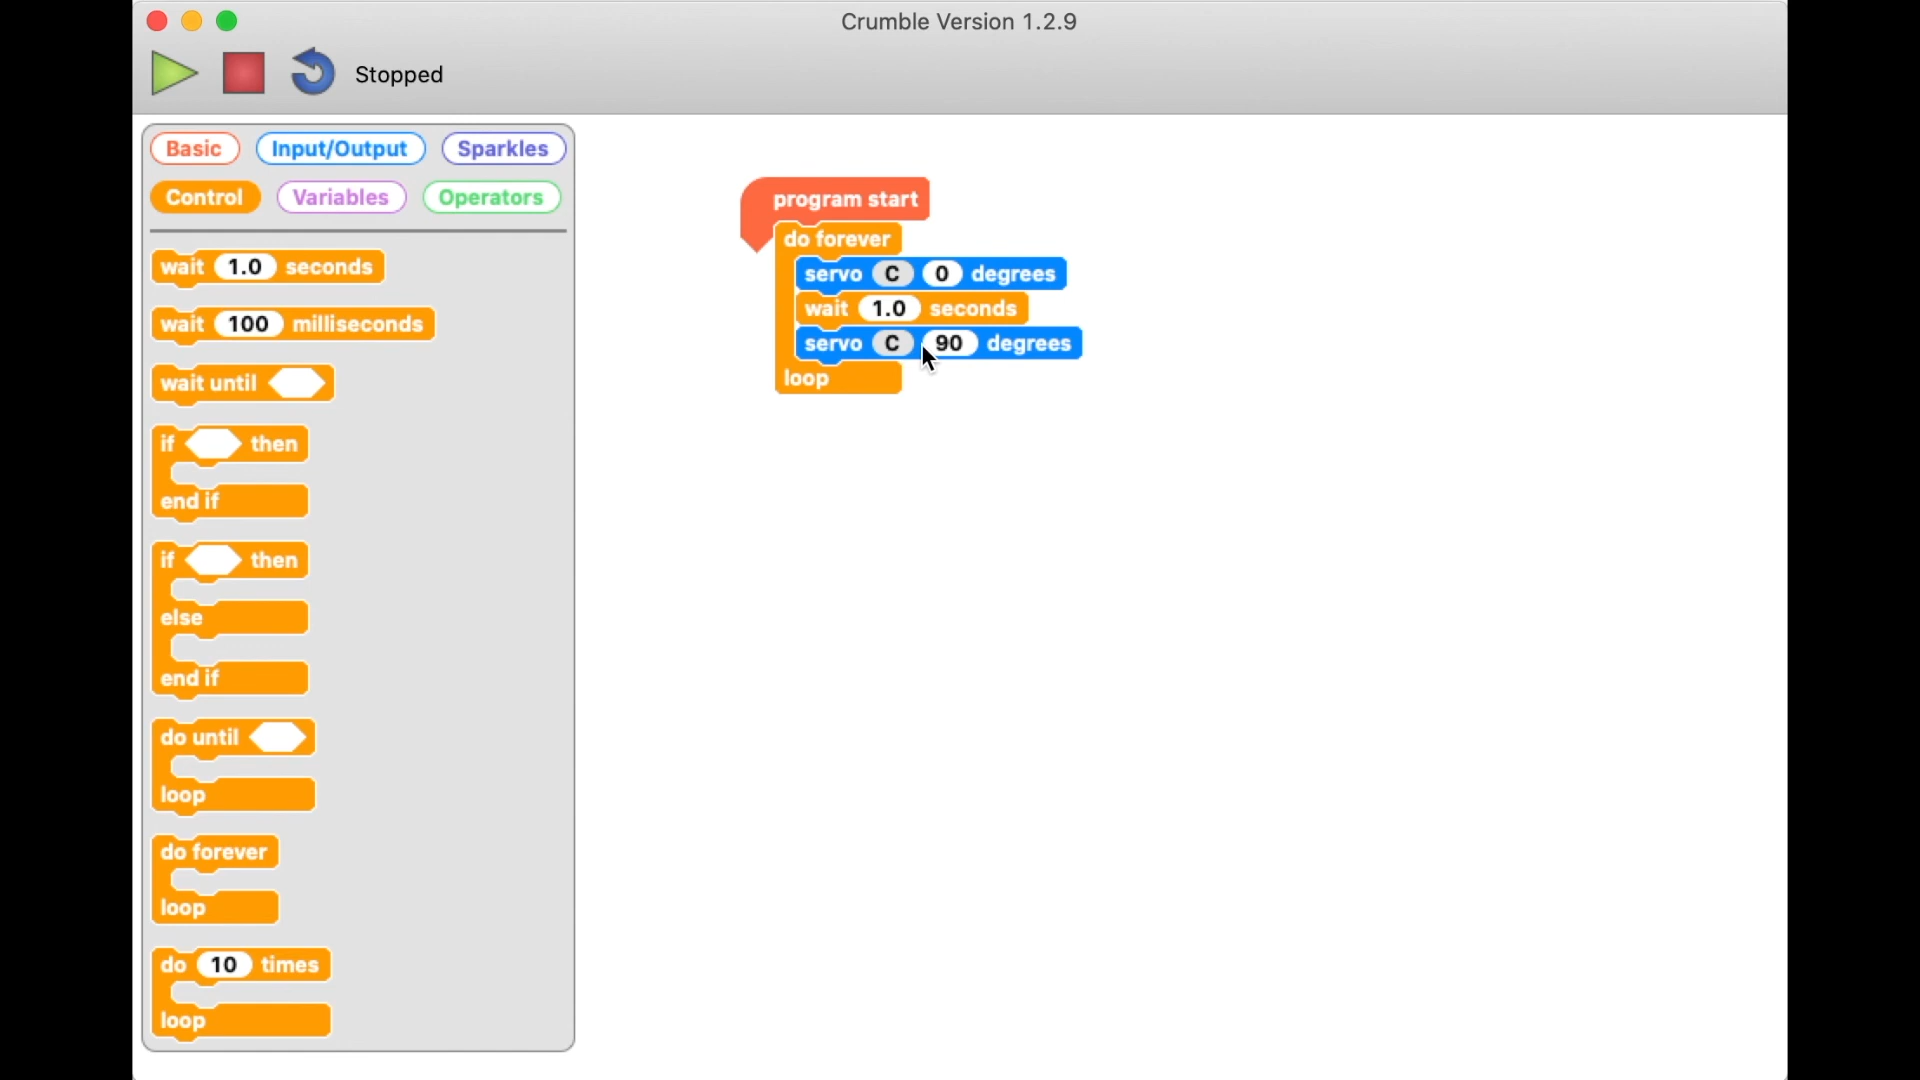 Crumble Version 1.2.9
Stopped
Basic Input/Output Sparkles
Control Variables Operators
wait 1.0 seconds
wait 100 milliseconds
wait until
if then
end if
if then
else
end if
do until
loop
do forever
loop
do 10 times
loop
program start
do forever
servo C 0 degrees
wait 1.0 seconds
servo C 90 degrees
loop